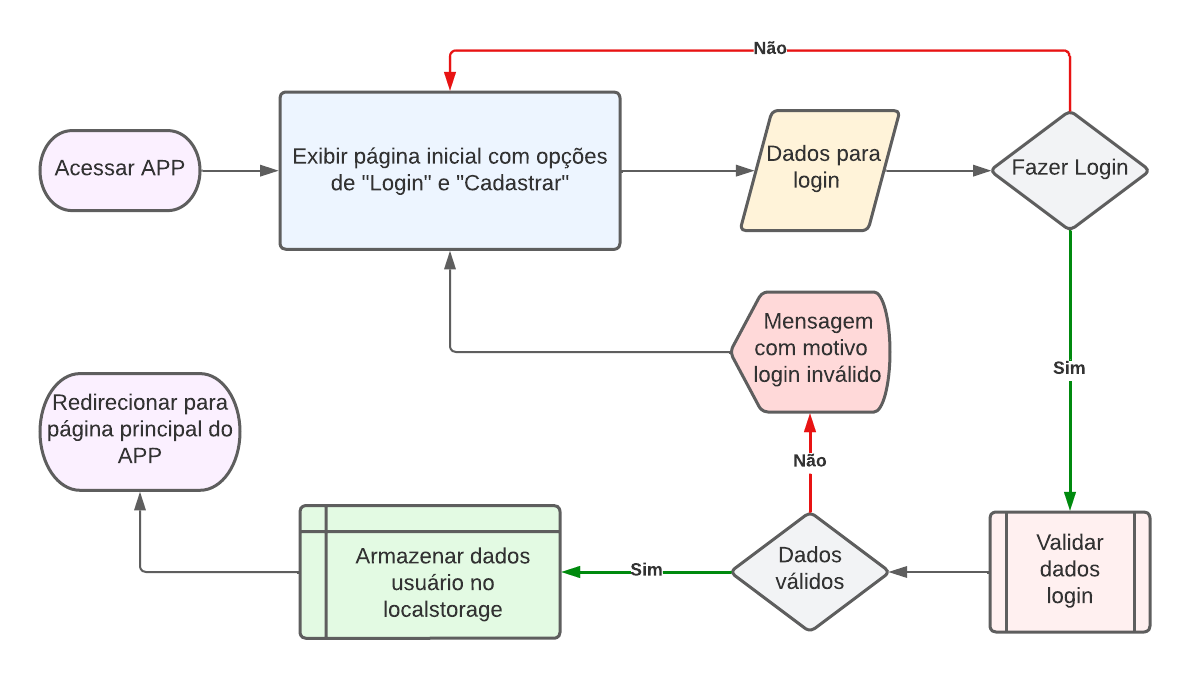 Não
Acessar APP
Exibir página inicial com opções
de "Login" e "Cadastrar"
Dados para
login
Fazer Login
Mensagem
com motivo
login inválido
Sim
Redirecionar para
página principal do
APP
Não
Armazenar dados
usuário no
localstorage
Sim
Dados
válidos
Validar
dados
login